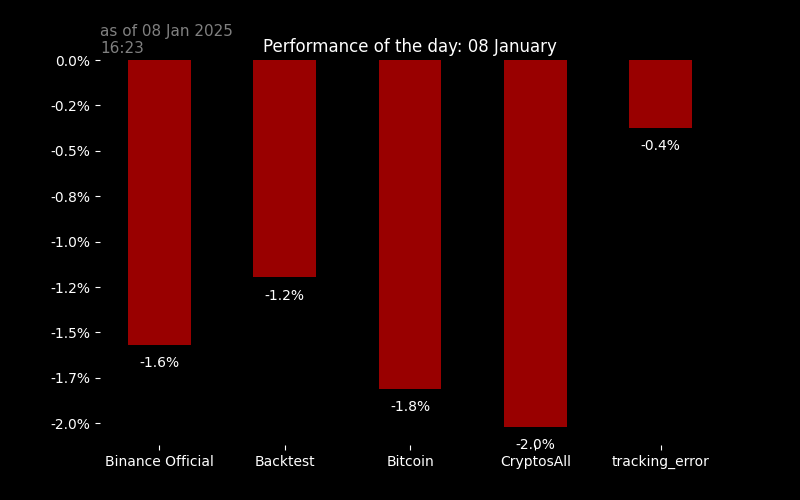 as of 08 Jan 2025
16:23
Performance of the day: 08 January
0.0%
-0.2%
-0.5%
-0.8%
-1.0%
-1.2%
-1.5%
-1.7%
-2.0%
-1.6%
-1.2%
-1.8%
-2.0%
-0.4%
Binance Official
Backtest
Bitcoin
CryptosAll
tracking_error